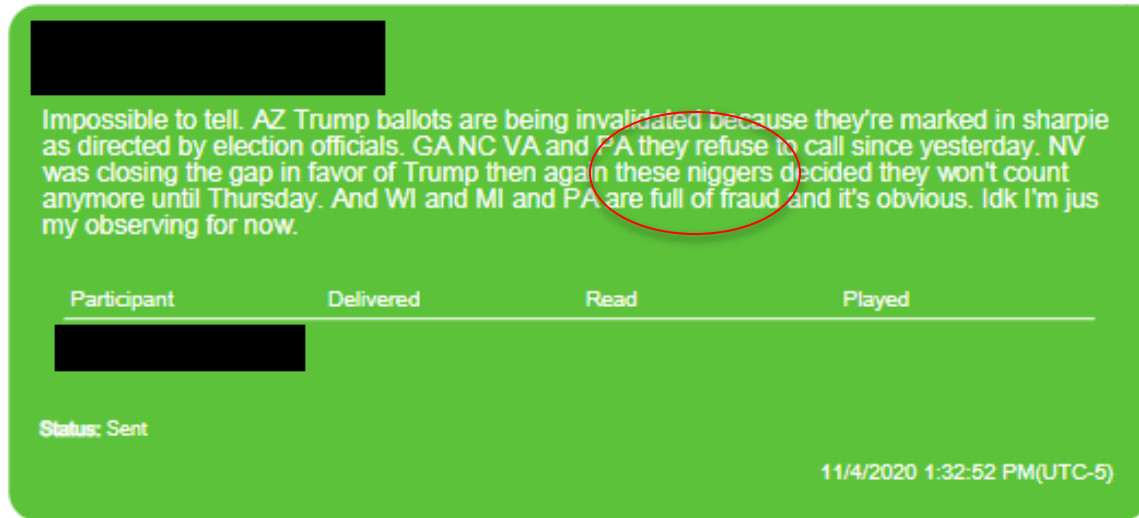 Impossible to tell. AZ Trump ballots are being invalidated because they're marked in sharpie
as directed by election officials. GA NC VA and PA they refuse to call since yesterday. NV
was closing the gap in favor of Trump then again these niggers decided they won't count
anymore until Thursday. And WI and MI and PA are full of fraud and it's obvious. Idk I'm jus
my observing for now.
Participant Delivered Read Played
Status: Sent
11/4/2020 1:32:52 PM(UTC-5)